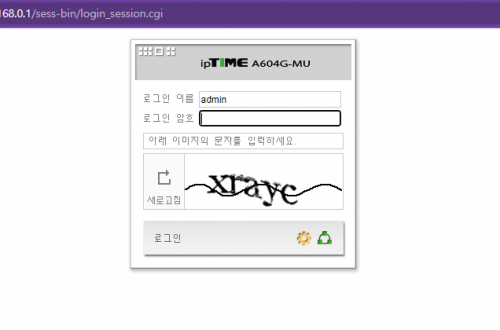 168.0.1/sess-bin/login_session.cgi
ipTIME A604G-MU
로그인 이름 admin
로그인 암호
아래 이미지의 문자를 입력하세요.
새로고침
xrayc
로그인